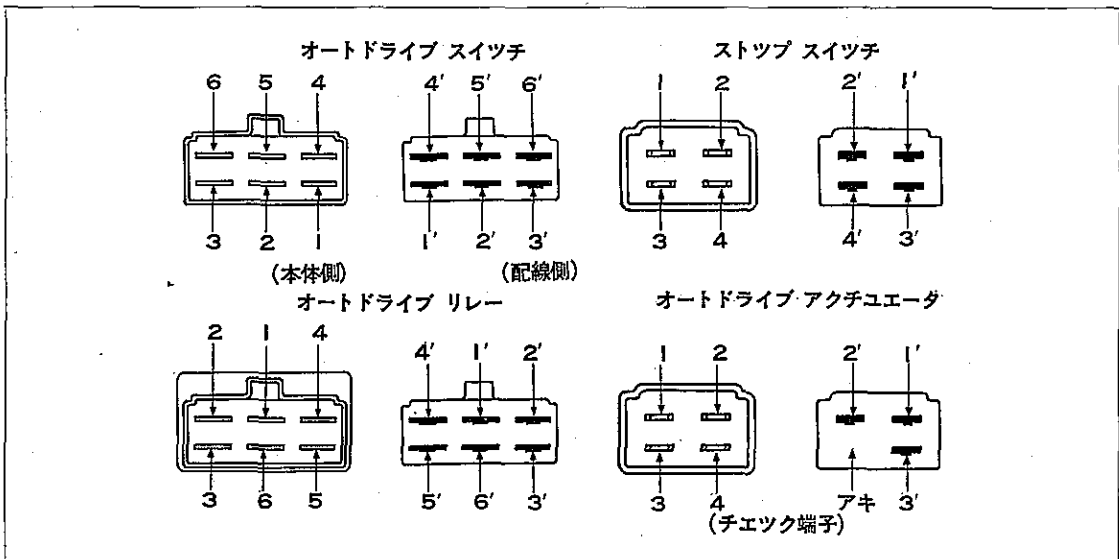 オートドライブ スイツチ
ストツプ スイツチ
6 5 4 4′ 5′ 6′ 1 2 2′ 1′
3 2 1 1′ 2′ 3′ 3 4 4′ 3′
(本体側) (配線側)
オートドライブ リレー
オートドライブ アクチユエータ
2 1 4 4′ 1′ 2′ 1 2 2′ 1′
3 6 5 5′ 6′ 3′ 3 4 アキ 3′
(チエツク端子)